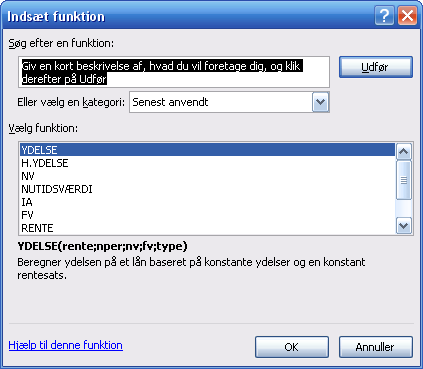 Indsæt funktion
Søg efter en funktion:
Giv en kort beskrivelse af, hvad du vil foretage dig, og klik
derefter på Udfør
Udfør
Eller vælg en kategori: Senest anvendt
Vælg funktion:
YDELSE
H.YDELSE
NV
NUTIDSVÆRDI
IA
FV
RENTE
YDELSE(rente;nper;nv;fv;type)
Beregner ydelsen på et lån baseret på konstante ydelser og en konstant
rentesats.
Hjælp til denne funktion
OK
Annuller